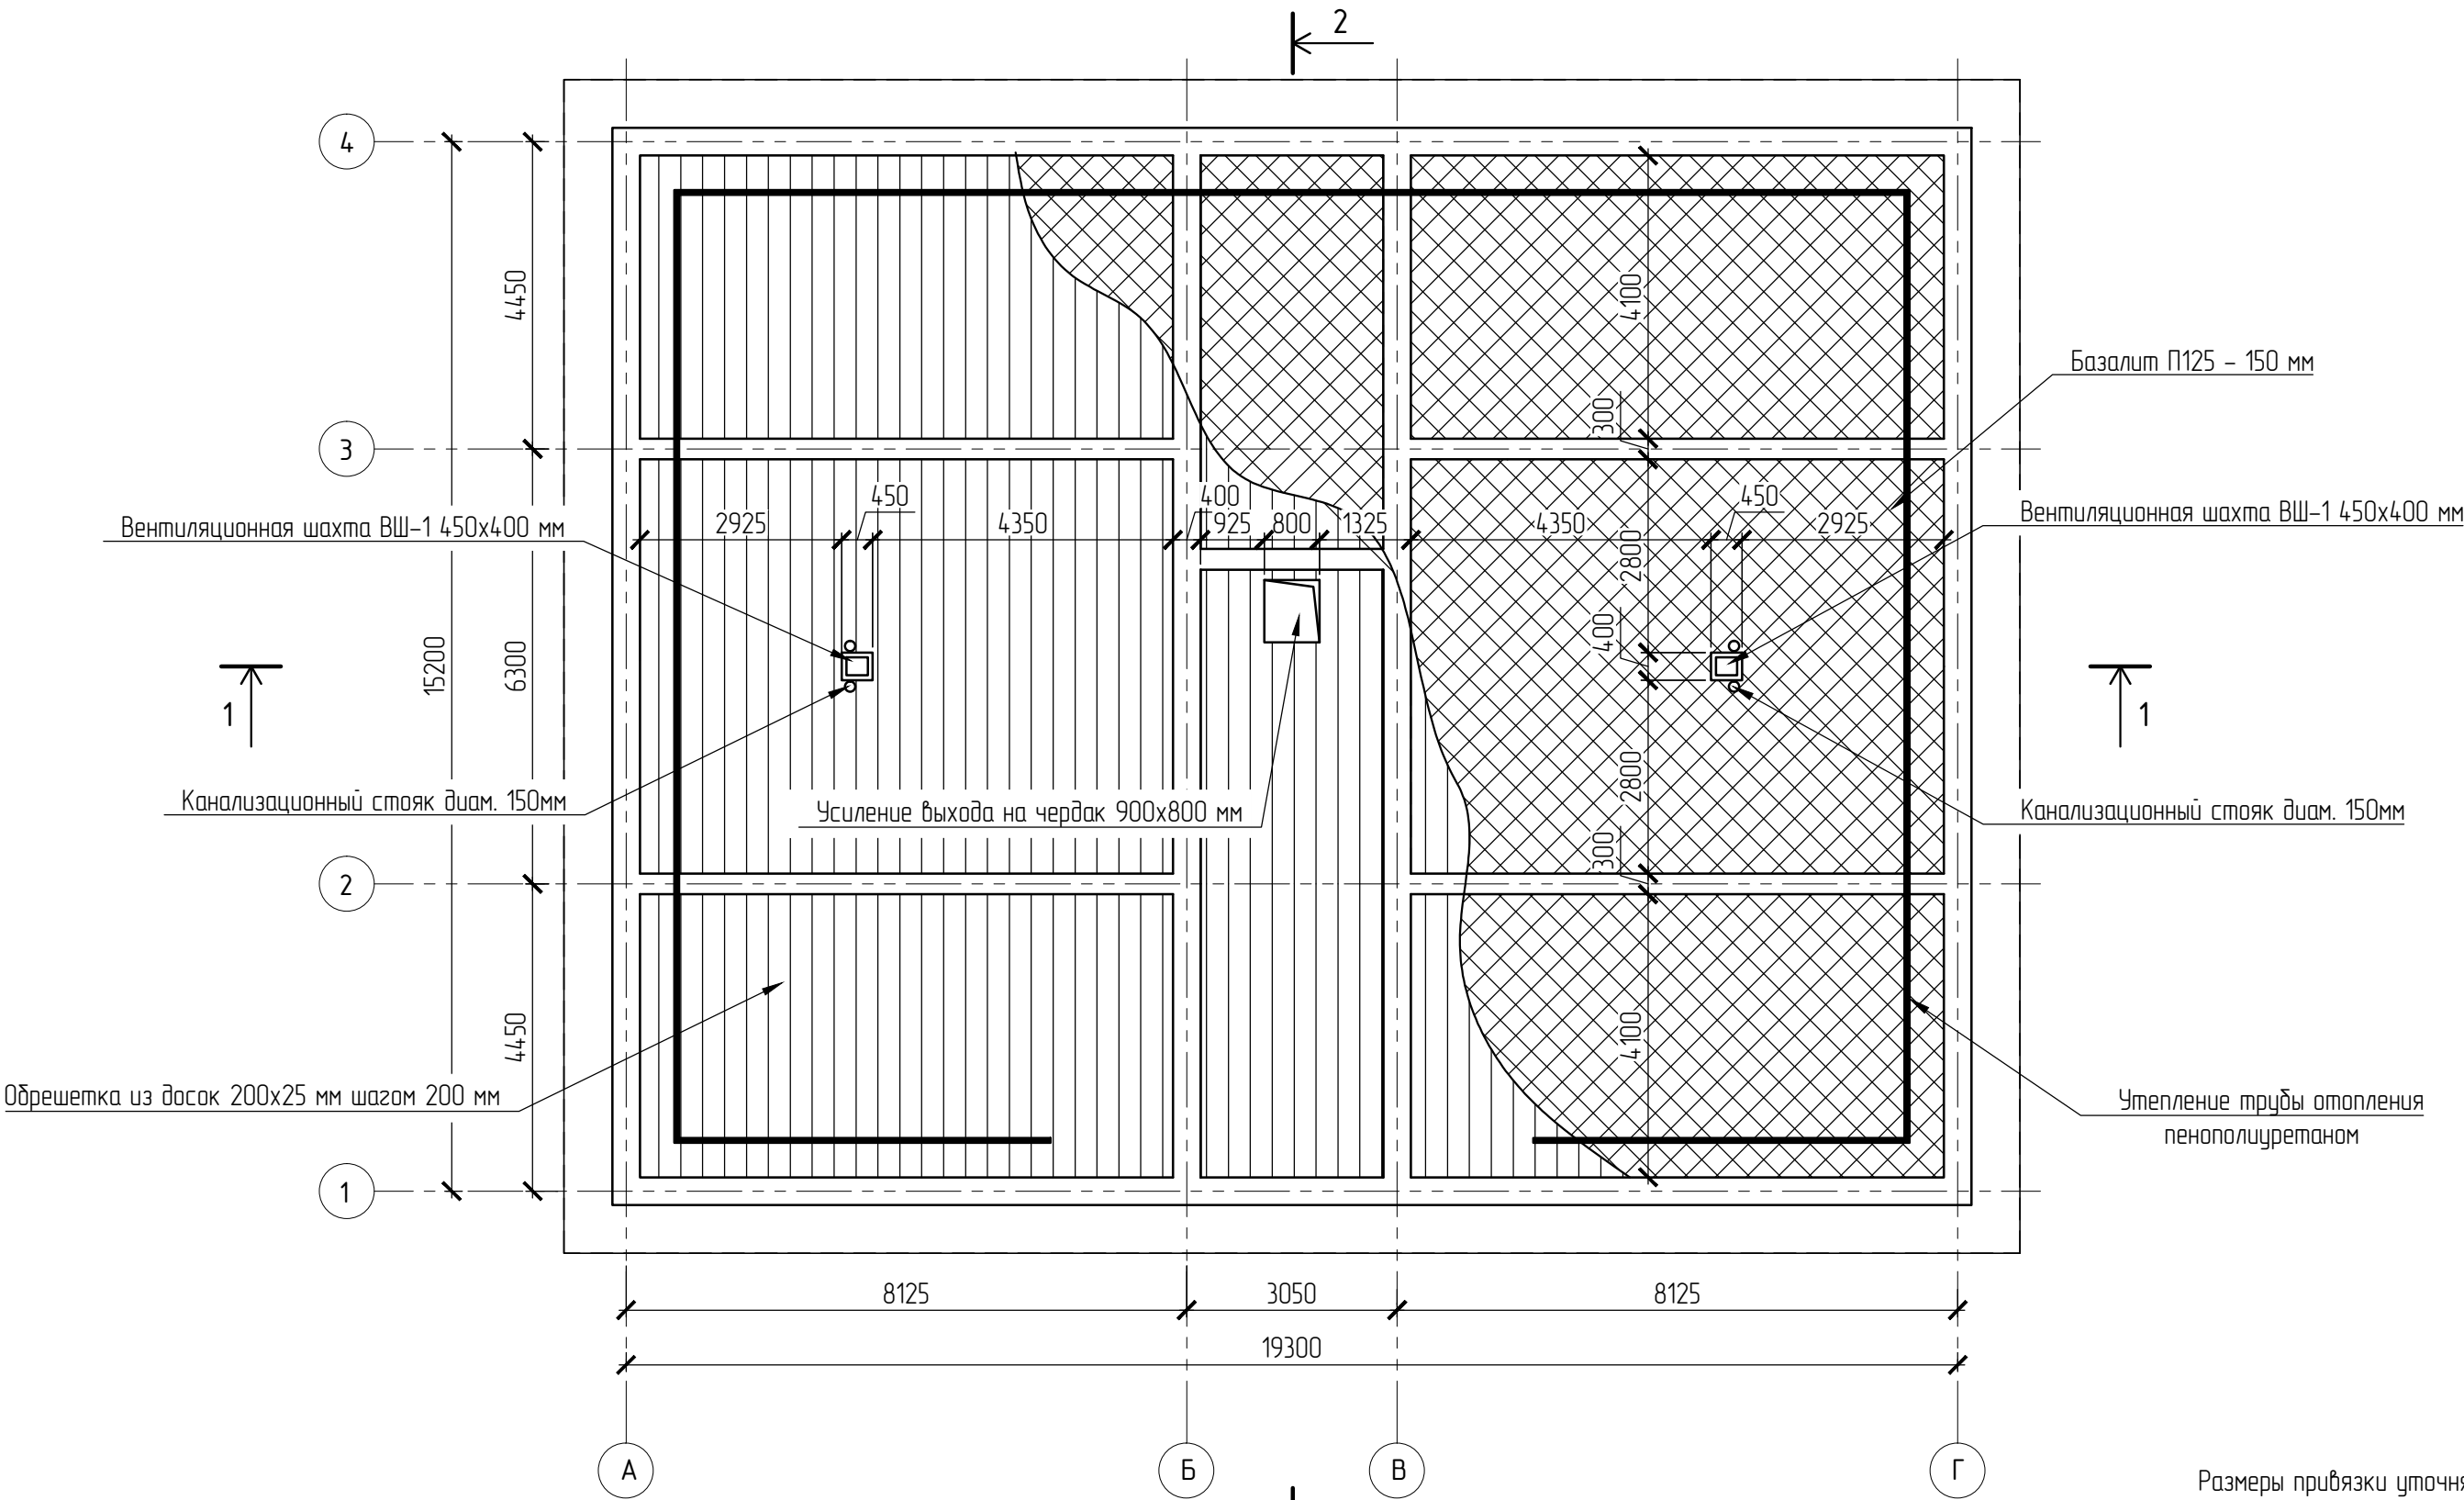 2
4
4450
4100
Базалит П125 - 150 мм
300
3
450
400
450
2925
4350
925
800
1325
4350
2925
Вентиляционная шахта ВШ-1 450х400 мм
Вентиляционная шахта ВШ-1 450х400 мм
2800
400
15200
6300
1
1
2800
Канализационный стояк диам. 150мм
Усиление выхода на чердак 900х800 мм
Канализационный стояк диам. 150мм
300
2
4450
4100
Обрешетка из досок 200х25 мм шагом 200 мм
Утепление трубы отопления
пенополиуретаном
1
8125
3050
8125
19300
А
Б
В
Г
Размеры привязки